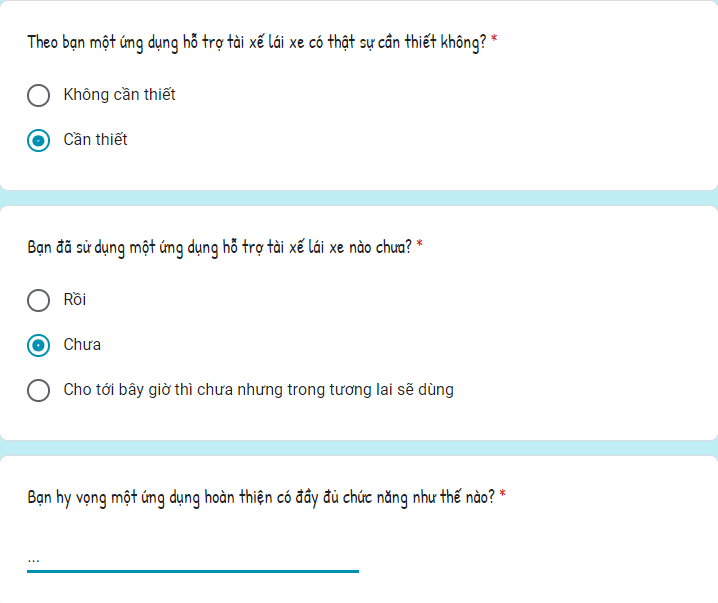 Theo bạn một ứng dụng hỗ trợ tài xế lái xe có thật sự cần thiết không? *
Không cần thiết
Cần thiết
Bạn đã sử dụng một ứng dụng hỗ trợ tài xế lái xe nào chưa? *
Rồi
Chưa
Cho tới bây giờ thì chưa nhưng trong tương lai sẽ dùng
Bạn hy vọng một ứng dụng hoàn thiện có đầy đủ chức năng như thế nào? *
...